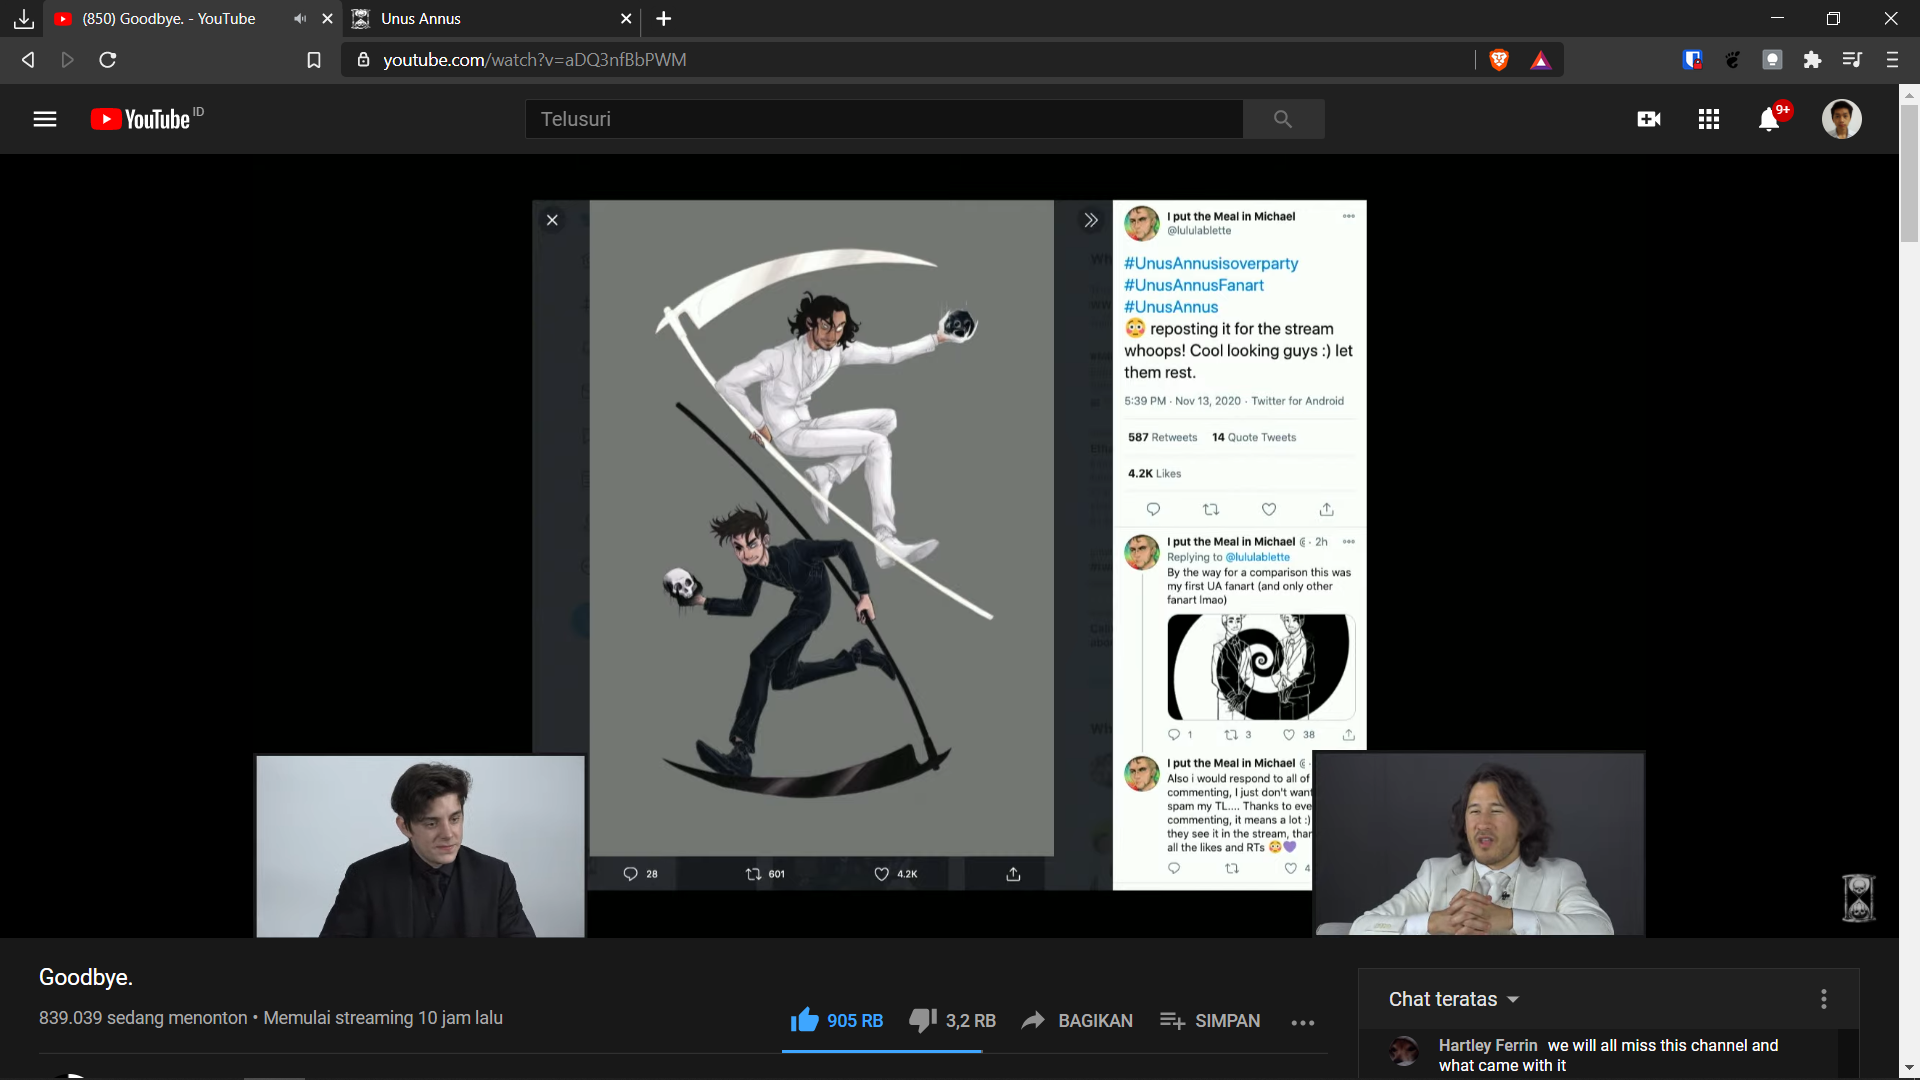 (850) Goodbye. - YouTube
Unus Annus
youtube.com/watch?v=aDQ3nfBbPWM
YouTube ID
Telusuri
9+
I put the Meal in Michael
@lululablette
#UnusAnnusisoverparty
#UnusAnnusFanart
#UnusAnnus
😳 reposting it for the stream
whoops! Cool looking guys :) let
them rest.
5:39 PM · Nov 13, 2020 · Twitter for Android
587 Retweets 14 Quote Tweets
4.2K Likes
I put the Meal in Michael @ · 2h
Replying to @lululablette
By the way for a comparison this was
my first UA fanart (and only other
fanart lmao)
1 3 38
I put the Meal in Michael @ ·
Also i would respond to all of
commenting, I just don't want
spam my TL.... Thanks to eve
commenting, it means a lot :)
they see it in the stream, than
all the likes and RTs 😳💜
4
28 601 4.2K
Goodbye.
839.039 sedang menonton • Memulai streaming 10 jam lalu
905 RB 3,2 RB BAGIKAN SIMPAN
Chat teratas
Hartley Ferrin we will all miss this channel and
what came with it